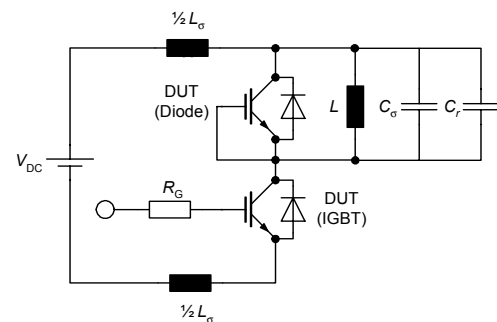 ½ Lσ
DUT
(Diode)
L
Cσ
Cr
VDC
RG
DUT
(IGBT)
½ Lσ